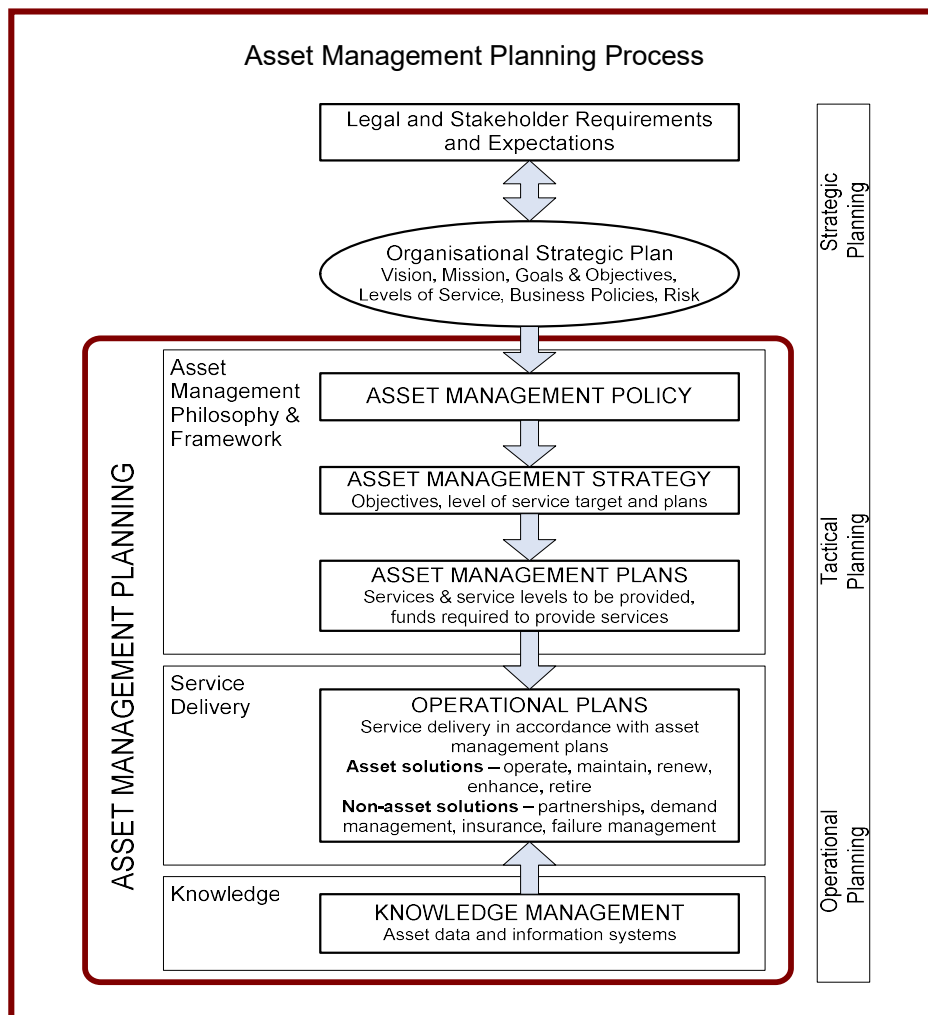 Asset Management Planning Process
Legal and Stakeholder Requirements
and Expectations
Organisational Strategic Plan
Vision, Mission, Goals & Objectives,
Levels of Service, Business Policies, Risk
Strategic
Planning
ASSET MANAGEMENT PLANNING
Asset
Management
Philosophy &
Framework
ASSET MANAGEMENT POLICY
ASSET MANAGEMENT STRATEGY
Objectives, level of service target and plans
ASSET MANAGEMENT PLANS
Services & service levels to be provided,
funds required to provide services
Tactical
Planning
Service
Delivery
OPERATIONAL PLANS
Service delivery in accordance with asset
management plans
Asset solutions – operate, maintain, renew,
enhance, retire
Non-asset solutions – partnerships, demand
management, insurance, failure management
Operational
Planning
Knowledge
KNOWLEDGE MANAGEMENT
Asset data and information systems